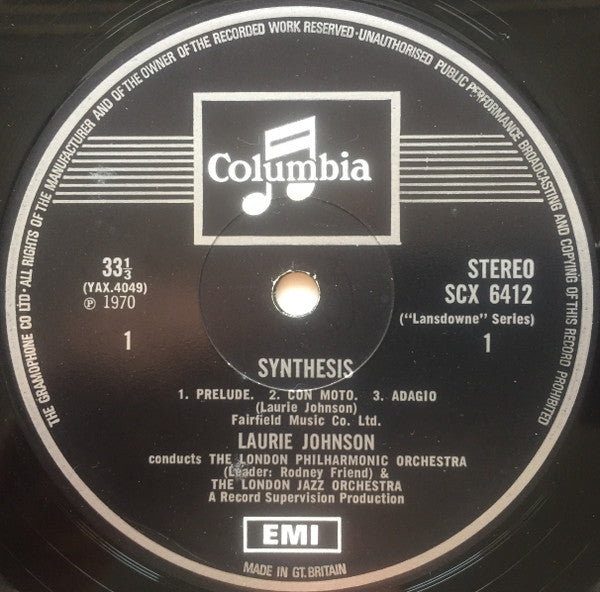 THE GRAMOPHONE CO LTD · ALL RIGHTS OF THE MANUFACTURER AND OF THE OWNER OF THE RECORDED WORK RESERVED · UNAUTHORISED PUBLIC PERFORMANCE BROADCASTING AND COPYING OF THIS RECORD PROHIBITED
Columbia
33 1/3
(YAX.4049)
℗ 1970
1
STEREO
SCX 6412
("Lansdowne" Series)
1
SYNTHESIS
1. PRELUDE. 2. CON MOTO. 3. ADAGIO
(Laurie Johnson)
Fairfield Music Co. Ltd.
LAURIE JOHNSON
conducts THE LONDON PHILHARMONIC ORCHESTRA
(Leader: Rodney Friend) &
THE LONDON JAZZ ORCHESTRA
A Record Supervision Production
EMI
MADE IN GT. BRITAIN